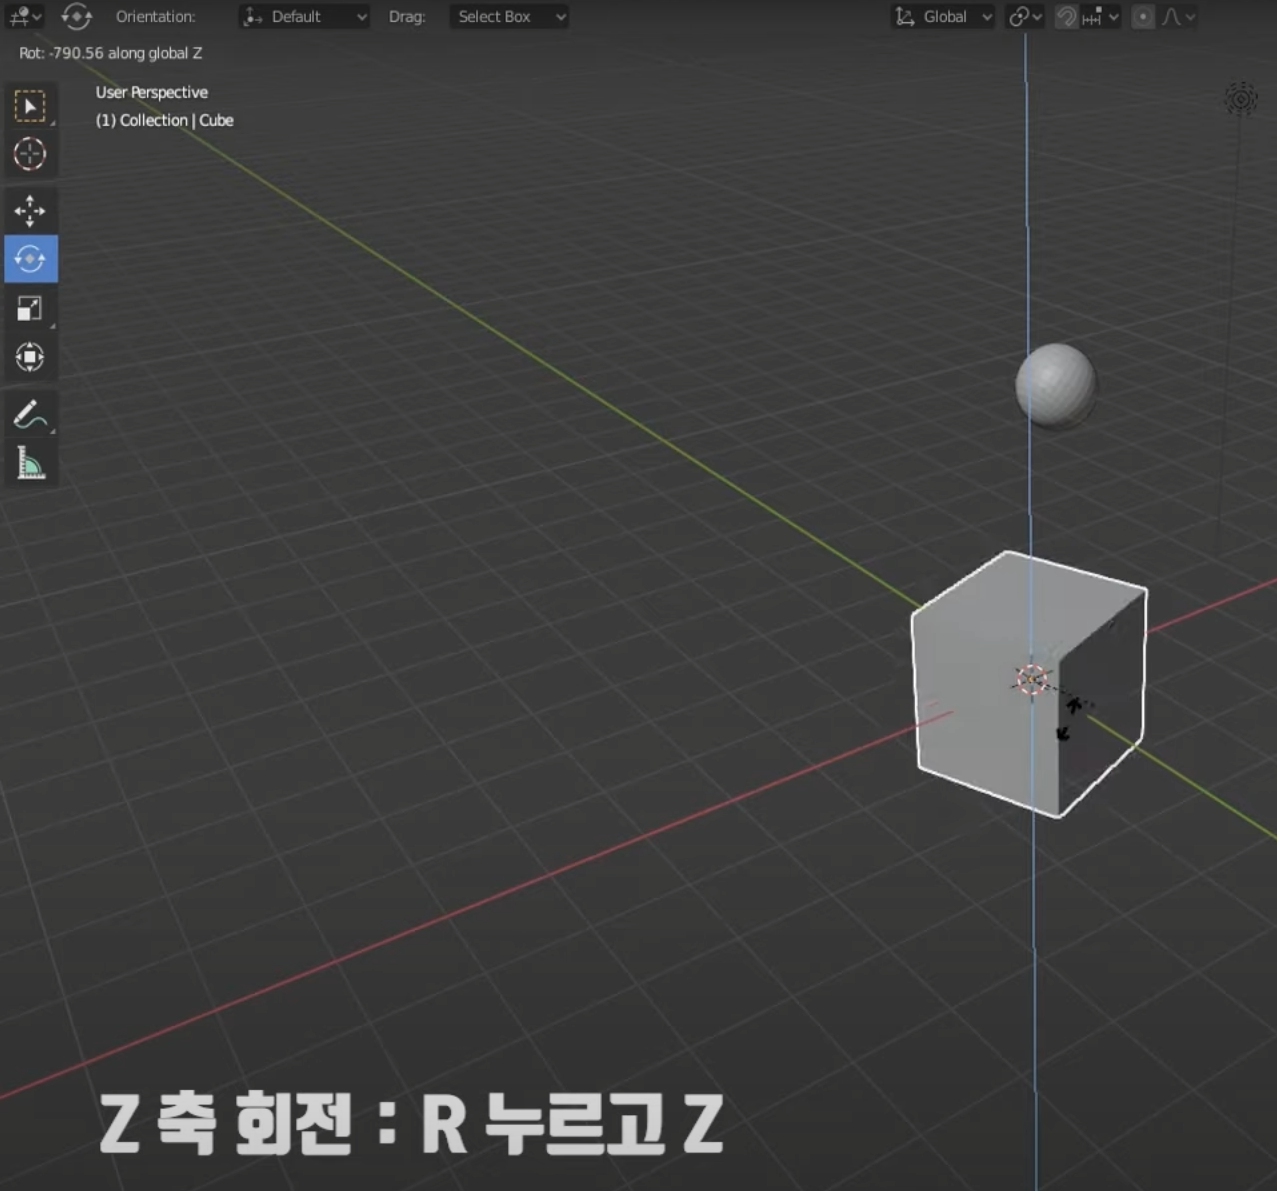 Orientation: Default Drag: Select Box Global
Rot: -790.56 along global Z
User Perspective
(1) Collection | Cube
Z 축 회전 : R 누르고 Z